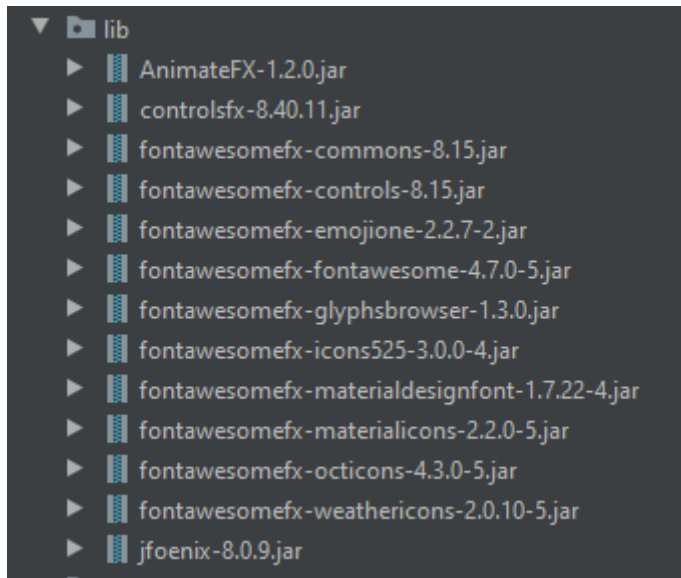 lib
AnimateFX-1.2.0.jar
controlsfx-8.40.11.jar
fontawesomefx-commons-8.15.jar
fontawesomefx-controls-8.15.jar
fontawesomefx-emojione-2.2.7-2.jar
fontawesomefx-fontawesome-4.7.0-5.jar
fontawesomefx-glyphsbrowser-1.3.0.jar
fontawesomefx-icons525-3.0.0-4.jar
fontawesomefx-materialdesignfont-1.7.22-4.jar
fontawesomefx-materialicons-2.2.0-5.jar
fontawesomefx-octicons-4.3.0-5.jar
fontawesomefx-weathericons-2.0.10-5.jar
jfoenix-8.0.9.jar